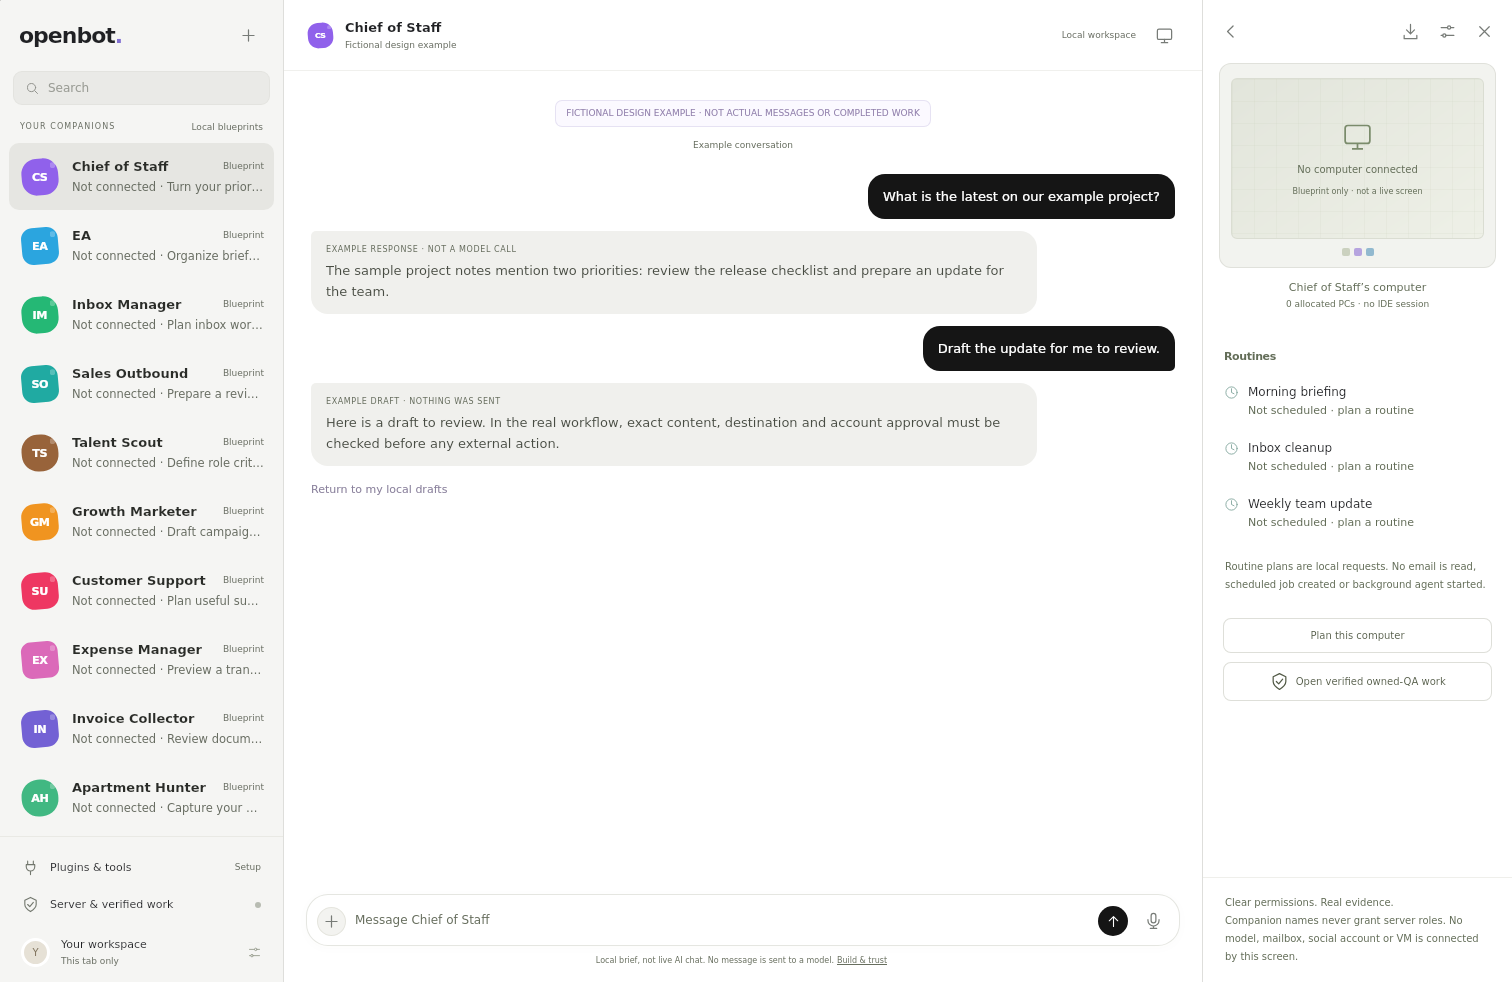 openbot.
Search
YOUR COMPANIONS
Local blueprints
CS
Chief of Staff
Blueprint
Not connected · Turn your prior…
EA
EA
Blueprint
Not connected · Organize brief…
IM
Inbox Manager
Blueprint
Not connected · Plan inbox wor…
SO
Sales Outbound
Blueprint
Not connected · Prepare a revi…
TS
Talent Scout
Blueprint
Not connected · Define role crit…
GM
Growth Marketer
Blueprint
Not connected · Draft campaig…
SU
Customer Support
Blueprint
Not connected · Plan useful su…
EX
Expense Manager
Blueprint
Not connected · Preview a tran…
IN
Invoice Collector
Blueprint
Not connected · Review docum…
AH
Apartment Hunter
Blueprint
Not connected · Capture your …
Plugins & tools
Setup
Server & verified work
Y
Your workspace
This tab only
CS
Chief of Staff
Fictional design example
Local workspace
FICTIONAL DESIGN EXAMPLE · NOT ACTUAL MESSAGES OR COMPLETED WORK
Example conversation
What is the latest on our example project?
EXAMPLE RESPONSE · NOT A MODEL CALL
The sample project notes mention two priorities: review the release checklist and prepare an update for
the team.
Draft the update for me to review.
EXAMPLE DRAFT · NOTHING WAS SENT
Here is a draft to review. In the real workflow, exact content, destination and account approval must be
checked before any external action.
Return to my local drafts
Message Chief of Staff
Local brief, not live AI chat. No message is sent to a model. Build & trust
No computer connected
Blueprint only · not a live screen
Chief of Staff’s computer
0 allocated PCs · no IDE session
Routines
Morning briefing
Not scheduled · plan a routine
Inbox cleanup
Not scheduled · plan a routine
Weekly team update
Not scheduled · plan a routine
Routine plans are local requests. No email is read,
scheduled job created or background agent started.
Plan this computer
Open verified owned-QA work
Clear permissions. Real evidence.
Companion names never grant server roles. No
model, mailbox, social account or VM is connected
by this screen.